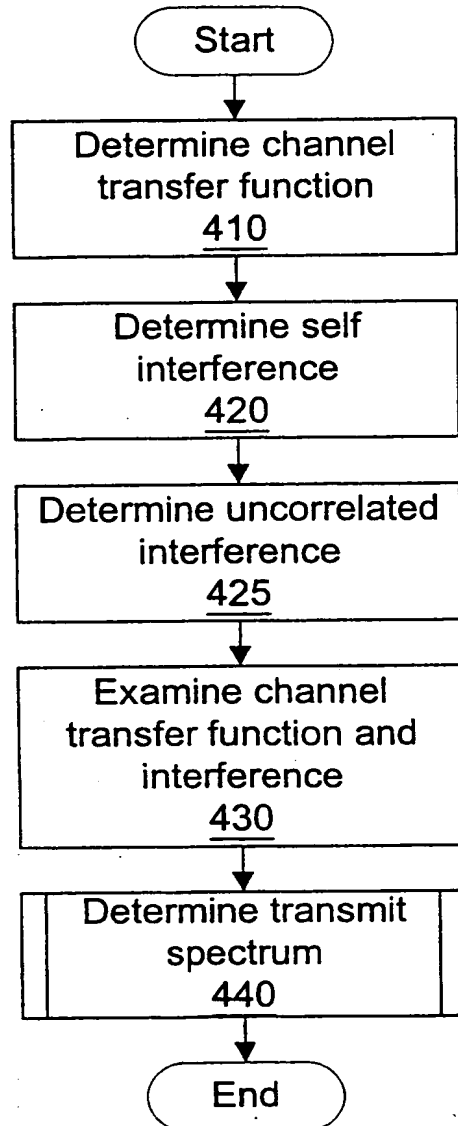 Start
Determine channel
transfer function
410
Determine self
interference
420
Determine uncorrelated
interference
425
Examine channel
transfer function and
interference
430
Determine transmit
spectrum
440
End